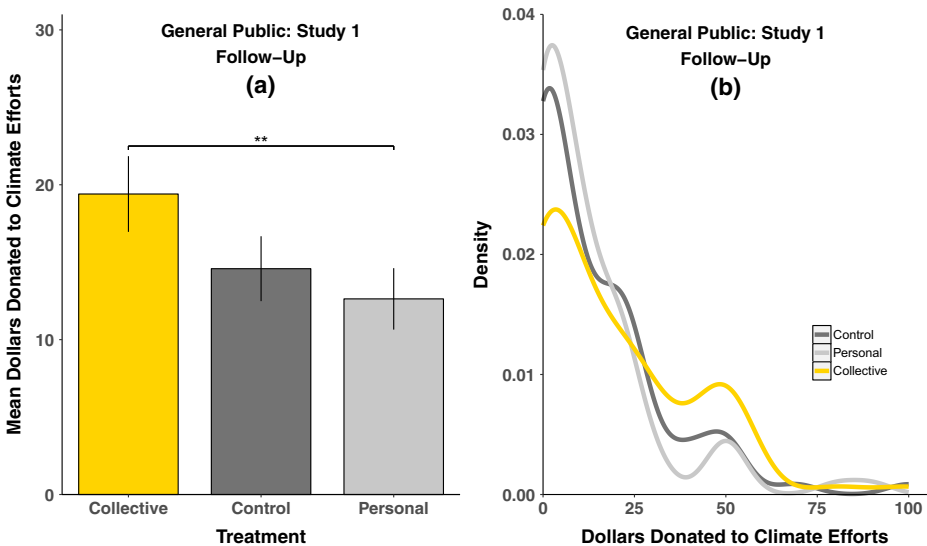 General Public: Study 1
Follow−Up
(a)
**
30
20
10
0
Mean Dollars Donated to Climate Efforts
Collective Control Personal
Treatment
General Public: Study 1
Follow−Up
(b)
0.04
0.03
0.02
0.01
0.00
Density
Control
Personal
Collective
0 25 50 75 100
Dollars Donated to Climate Efforts